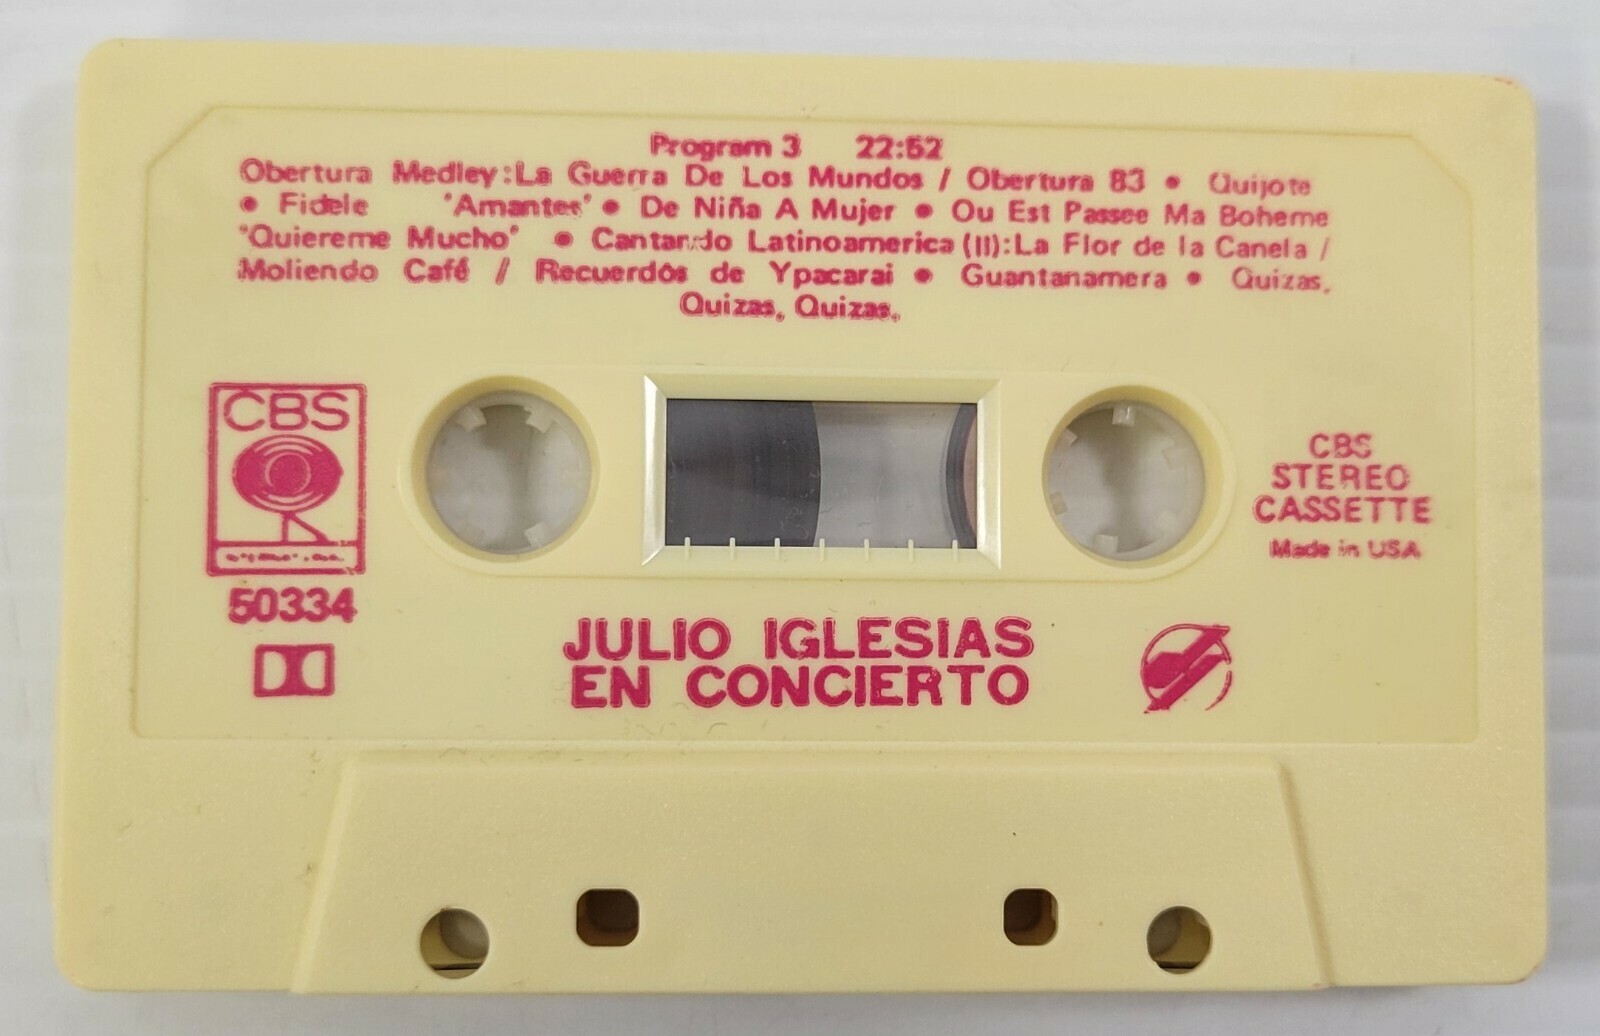 Program 3 22:52
Obertura Medley:La Guerra De Los Mundos / Obertura 83 • Quijote
• Fidele 'Amantes' • De Niña A Mujer • Ou Est Passee Ma Boheme
"Quiereme Mucho" • Cantando Latinoamerica (II):La Flor de la Canela /
Moliendo Café / Recuerdos de Ypacarai • Guantanamera • Quizas,
Quizas, Quizas.
CBS
50334
CBS
STEREO
CASSETTE
Made in USA
JULIO IGLESIAS
EN CONCIERTO